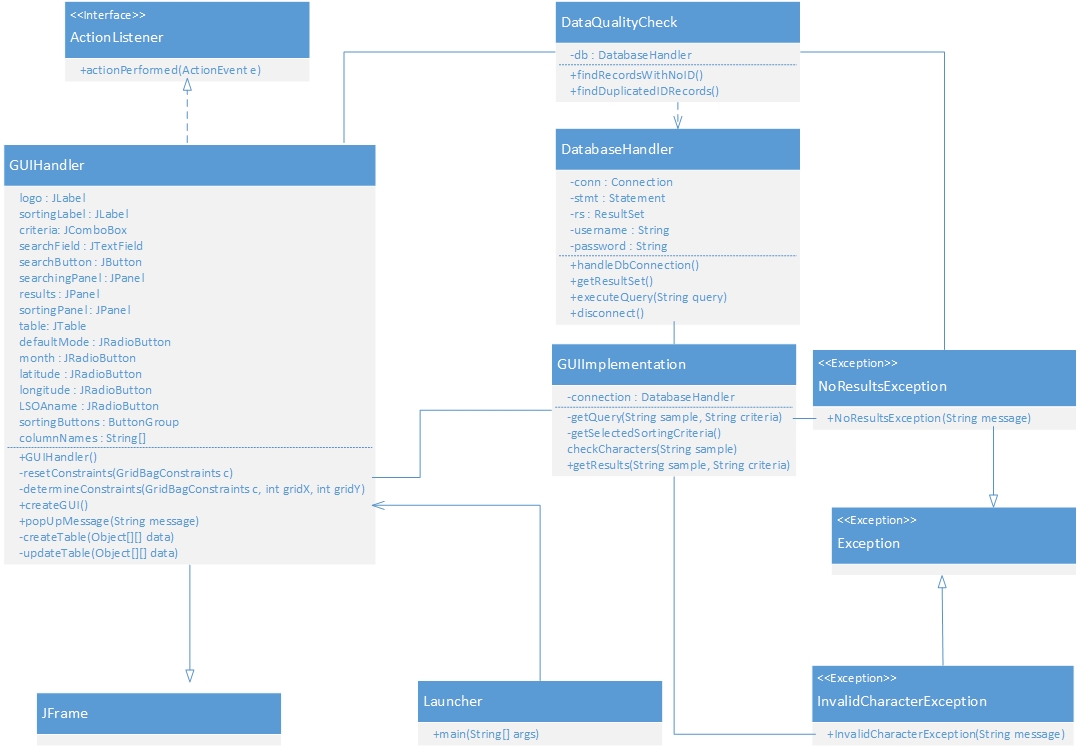 <<Interface>>
ActionListener
+actionPerformed(ActionEvent e)
DataQualityCheck
-db : DatabaseHandler
+findRecordsWithNoID()
+findDuplicatedIDRecords()
GUIHandler
logo : JLabel
sortingLabel : JLabel
criteria: JComboBox
searchField : JTextField
searchButton : JButton
searchingPanel : JPanel
results : JPanel
sortingPanel : JPanel
table: JTable
defaultMode : JRadioButton
month : JRadioButton
latitude : JRadioButton
longitude : JRadioButton
LSOAname : JRadioButton
sortingButtons : ButtonGroup
columnNames : String[]
+GUIHandler()
-resetConstraints(GridBagConstraints c)
-determineConstraints(GridBagConstraints c, int gridX, int gridY)
+createGUI()
+popUpMessage(String message)
-createTable(Object[][] data)
-updateTable(Object[][] data)
DatabaseHandler
-conn : Connection
-stmt : Statement
-rs : ResultSet
-username : String
-password : String
+handleDbConnection()
+getResultSet()
+executeQuery(String query)
+disconnect()
GUIImplementation
-connection : DatabaseHandler
-getQuery(String sample, String criteria)
-getSelectedSortingCriteria()
checkCharacters(String sample)
+getResults(String sample, String criteria)
<<Exception>>
NoResultsException
+NoResultsException(String message)
<<Exception>>
Exception
JFrame
Launcher
+main(String[] args)
<<Exception>>
InvalidCharacterException
+InvalidCharacterException(String message)